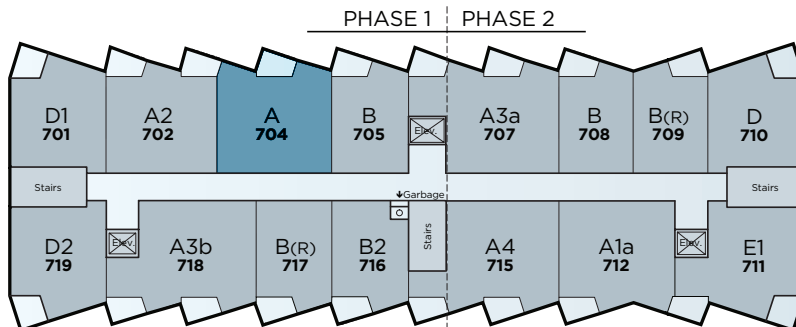 PHASE 1 PHASE 2
D1
701
A2
702
A
704
B
705
Elev.
A3a
707
B
708
B(R)
709
D
710
Stairs
Stairs
Garbage
D2
719
Elev.
A3b
718
B(R)
717
B2
716
Stairs
A4
715
A1a
712
Elev.
E1
711